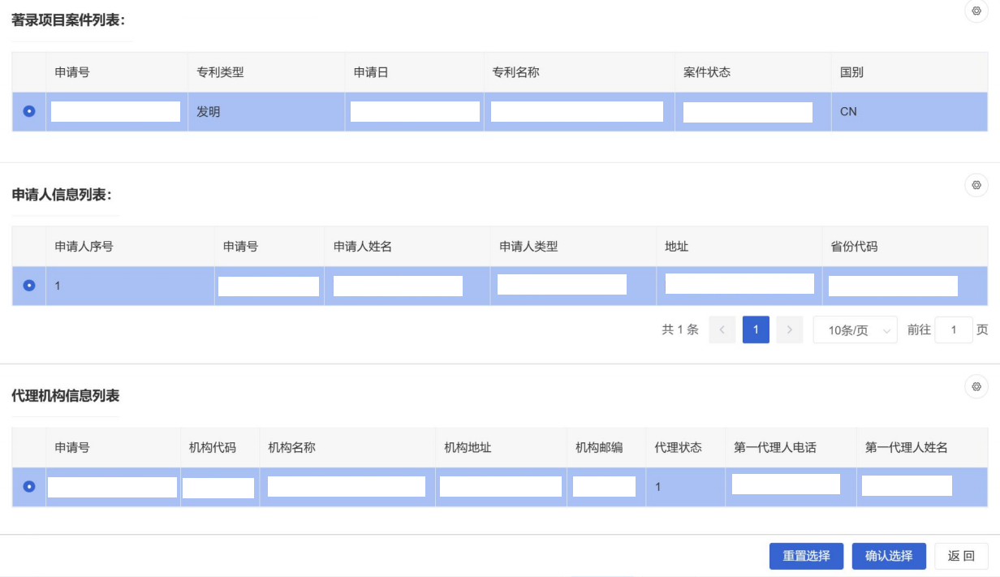 著录项目案件列表：
申请号 专利类型 申请日 专利名称 案件状态 国别
发明 CN
申请人信息列表：
申请人序号 申请号 申请人姓名 申请人类型 地址 省份代码
1
共 1 条 < 1 > 10条/页 前往 1 页
代理机构信息列表
申请号 机构代码 机构名称 机构地址 机构邮编 代理状态 第一代理人电话 第一代理人姓名
1
重置选择 确认选择 返 回